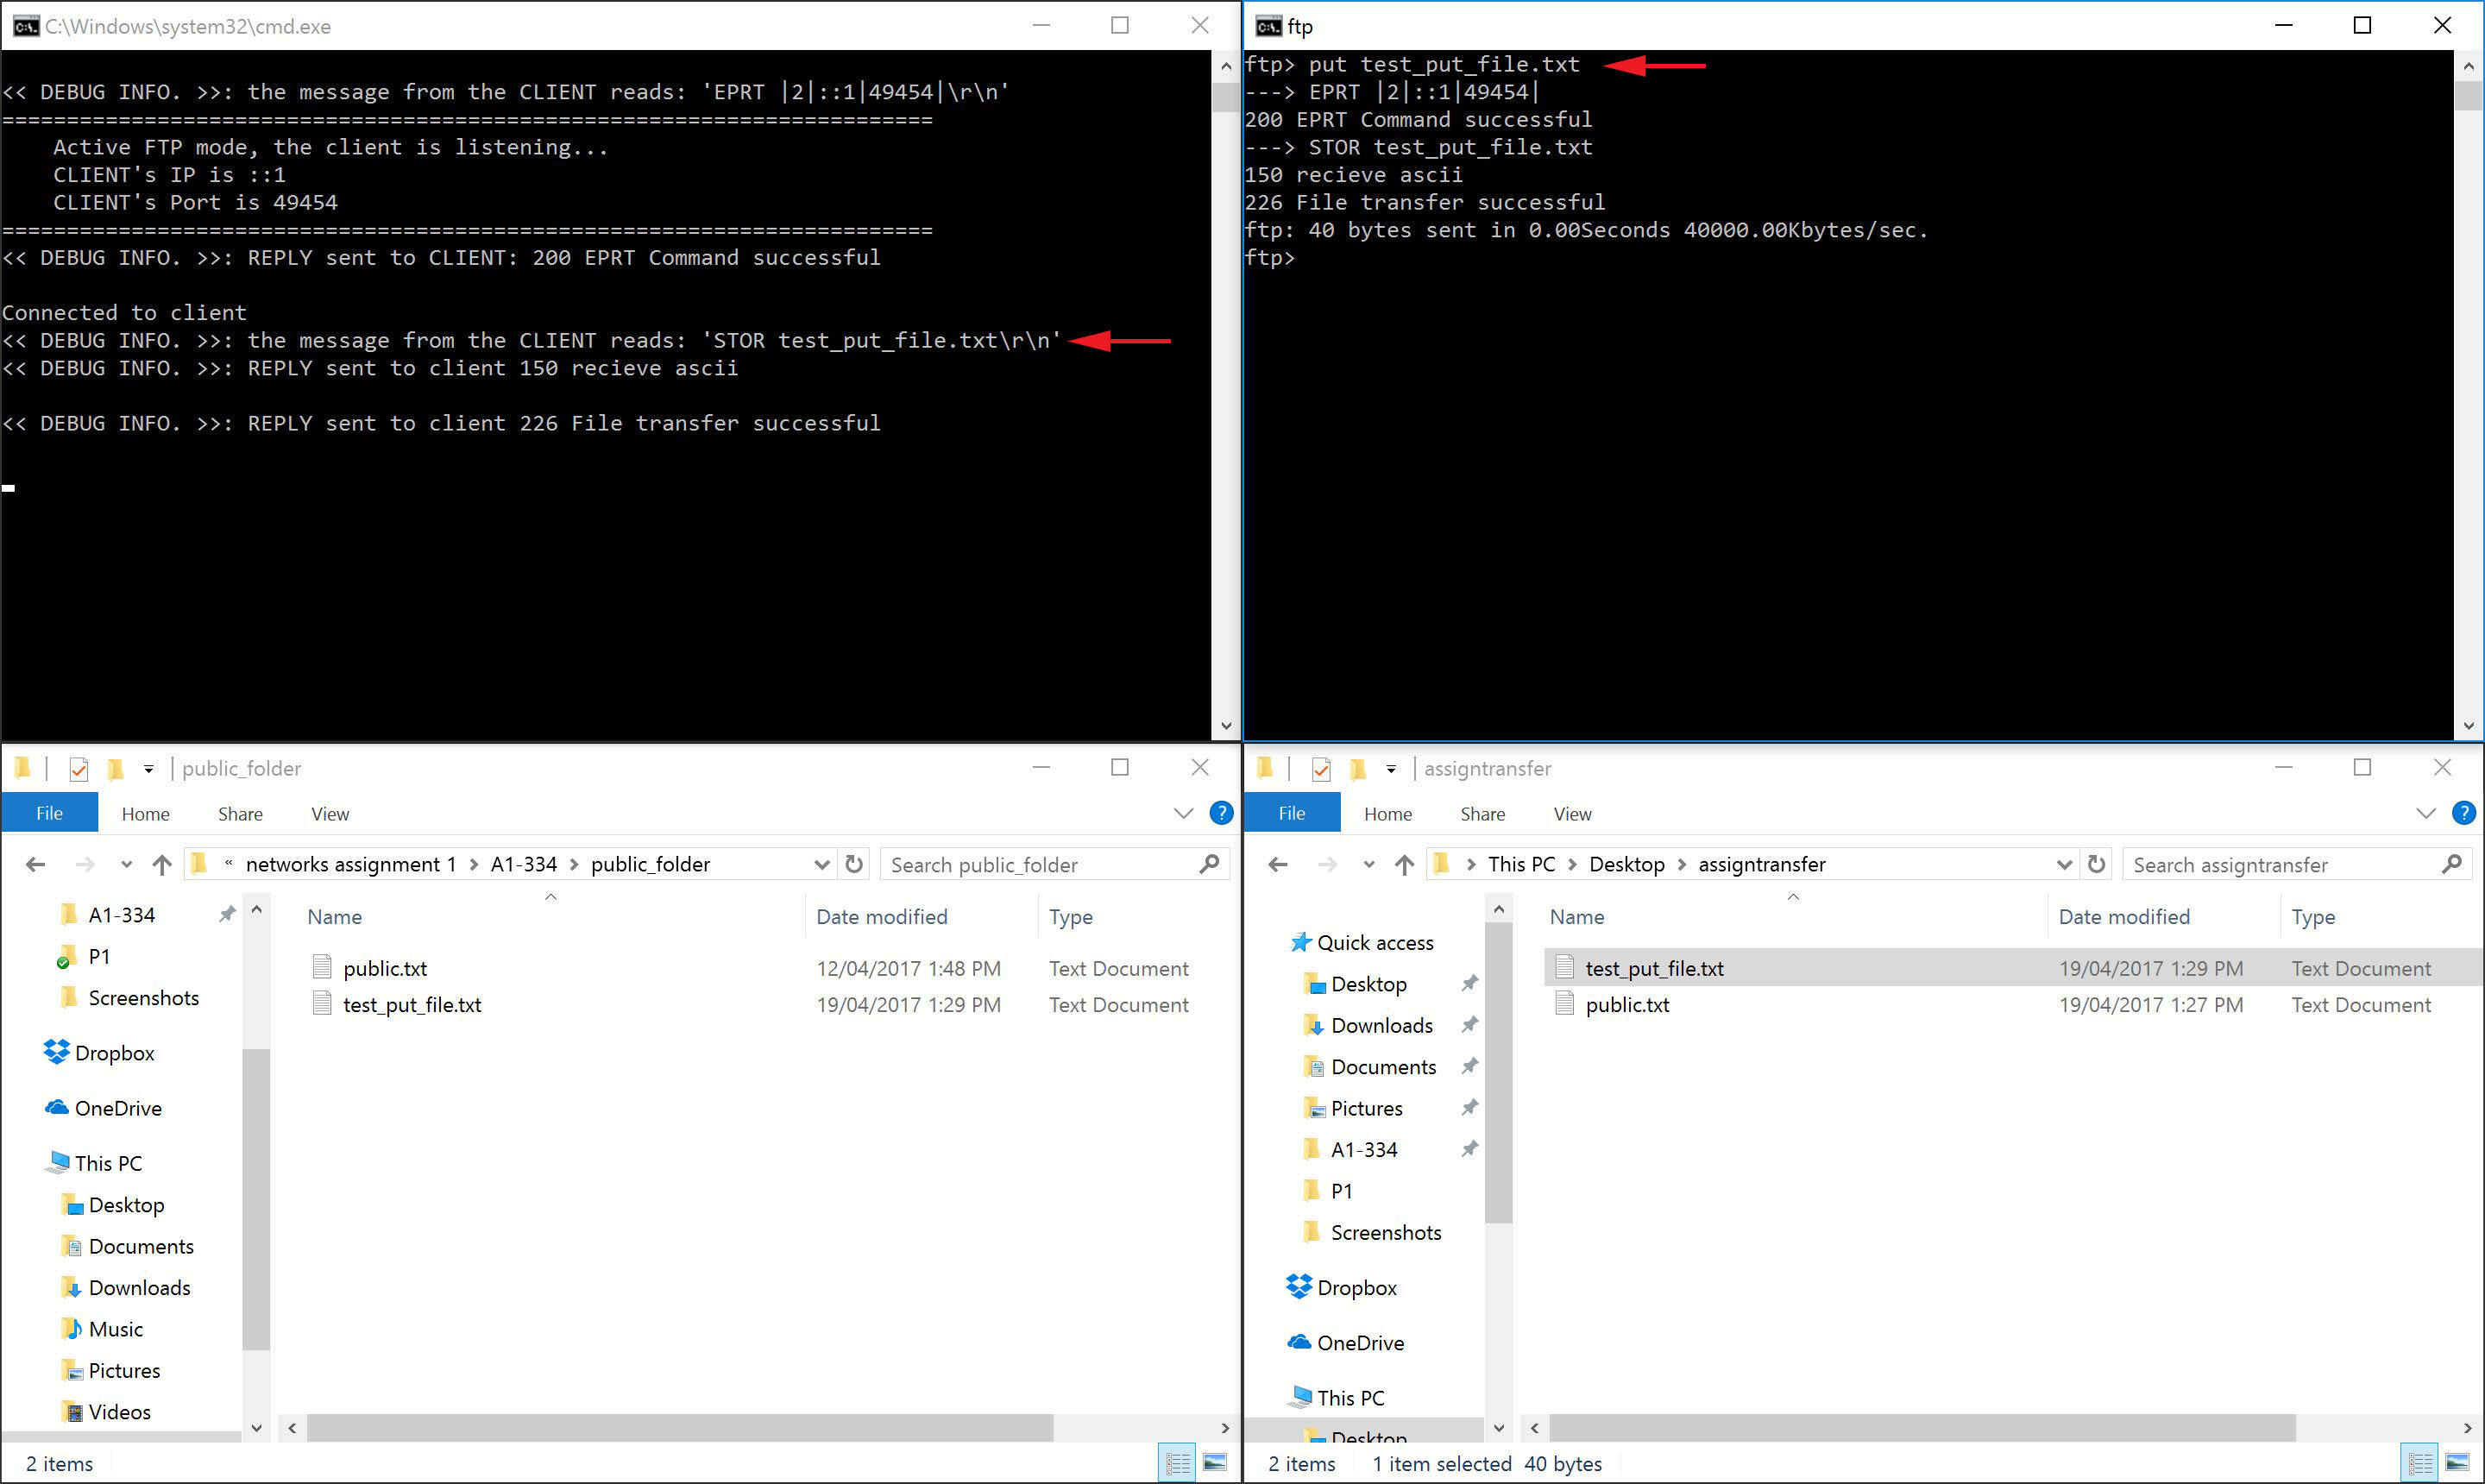 C:\Windows\system32\cmd.exe
<< DEBUG INFO. >>: the message from the CLIENT reads: 'EPRT |2|::1|49454|\r\n'
========================================================================
Active FTP mode, the client is listening...
CLIENT's IP is ::1
CLIENT's Port is 49454
========================================================================
<< DEBUG INFO. >>: REPLY sent to CLIENT: 200 EPRT Command successful
Connected to client
<< DEBUG INFO. >>: the message from the CLIENT reads: 'STOR test_put_file.txt\r\n'
<< DEBUG INFO. >>: REPLY sent to client 150 recieve ascii
<< DEBUG INFO. >>: REPLY sent to client 226 File transfer successful
ftp
ftp> put test_put_file.txt
---> EPRT |2|::1|49454|
200 EPRT Command successful
---> STOR test_put_file.txt
150 recieve ascii
226 File transfer successful
ftp: 40 bytes sent in 0.00Seconds 40000.00Kbytes/sec.
ftp>
public_folder
File Home Share View
« networks assignment 1 > A1-334 > public_folder
Search public_folder
A1-334
P1
Screenshots
Dropbox
OneDrive
This PC
Desktop
Documents
Downloads
Music
Pictures
Videos
Name Date modified Type
public.txt 12/04/2017 1:48 PM Text Document
test_put_file.txt 19/04/2017 1:29 PM Text Document
2 items
assigntransfer
File Home Share View
> This PC > Desktop > assigntransfer
Search assigntransfer
Quick access
Desktop
Downloads
Documents
Pictures
A1-334
P1
Screenshots
Dropbox
OneDrive
This PC
Desktop
Name Date modified Type
test_put_file.txt 19/04/2017 1:29 PM Text Document
public.txt 19/04/2017 1:27 PM Text Document
2 items 1 item selected 40 bytes